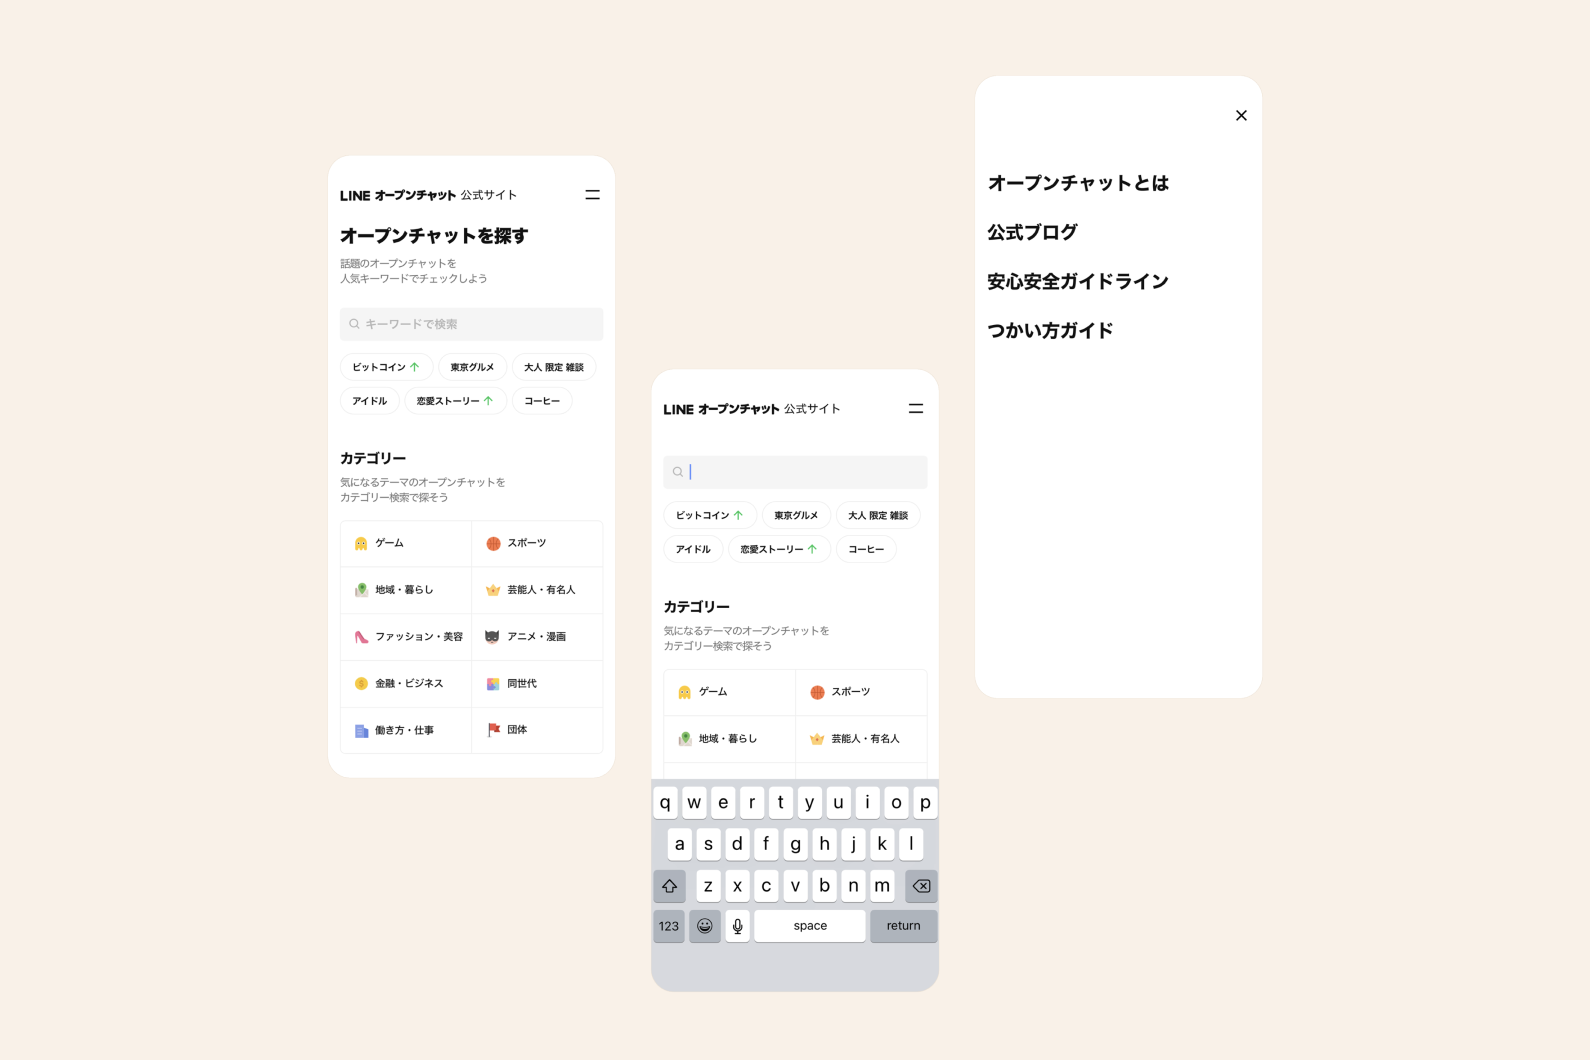 LINE オープンチャット 公式サイト
オープンチャットを探す
話題のオープンチャットを
人気キーワードでチェックしよう
キーワードで検索
ビットコイン 東京グルメ 大人 限定 雑談
アイドル 恋愛ストーリー コーヒー
カテゴリー
気になるテーマのオープンチャットを
カテゴリー検索で探そう
ゲーム スポーツ
地域・暮らし 芸能人・有名人
ファッション・美容 アニメ・漫画
金融・ビジネス 同世代
働き方・仕事 団体
LINE オープンチャット 公式サイト
ビットコイン 東京グルメ 大人 限定 雑談
アイドル 恋愛ストーリー コーヒー
カテゴリー
気になるテーマのオープンチャットを
カテゴリー検索で探そう
ゲーム スポーツ
地域・暮らし 芸能人・有名人
q w e r t y u i o p
a s d f g h j k l
z x c v b n m
123 space return
オープンチャットとは
公式ブログ
安心安全ガイドライン
つかい方ガイド